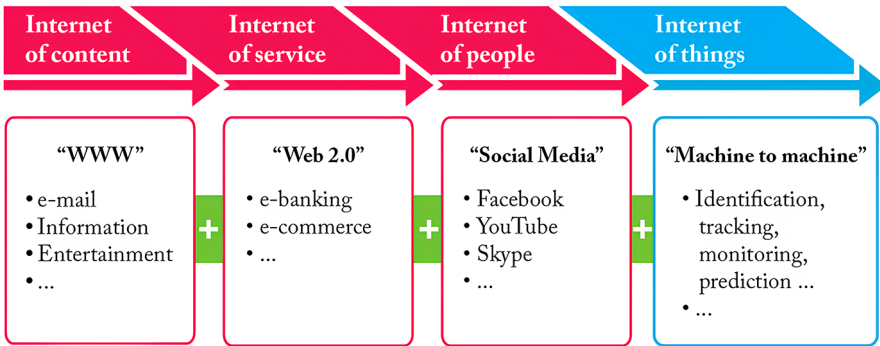 Internet
of content
Internet
of service
Internet
of people
Internet
of things
“WWW”
• e-mail
• Information
• Entertainment
• ...
+
“Web 2.0”
• e-banking
• e-commerce
• ...
+
“Social Media”
• Facebook
• YouTube
• Skype
• ...
+
“Machine to machine”
• Identification,
tracking,
monitoring,
prediction ...
• ...